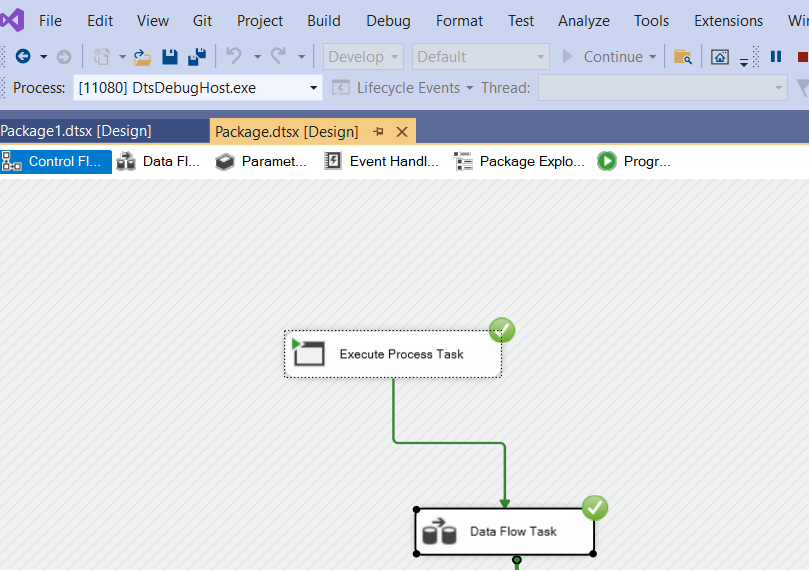 File Edit View Git Project Build Debug Format Test Analyze Tools Extensions
Develop Default Continue
Process: [11080] DtsDebugHost.exe Lifecycle Events Thread:
Package1.dtsx [Design] Package.dtsx [Design]
Control Fl... Data Fl... Paramet... Event Handl... Package Explo... Progr...
Execute Process Task
Data Flow Task